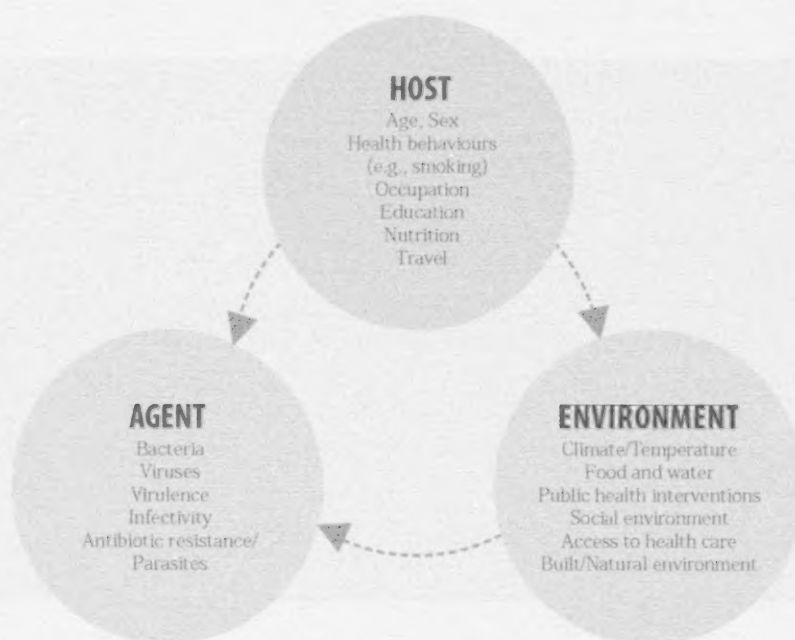 HOST
Age, Sex
Health behaviours
(e.g., smoking)
Occupation
Education
Nutrition
Travel
AGENT
Bacteria
Viruses
Virulence
Infectivity
Antibiotic resistance/
Parasites
ENVIRONMENT
Climate/Temperature
Food and water
Public health interventions
Social environment
Access to health care
Built/Natural environment